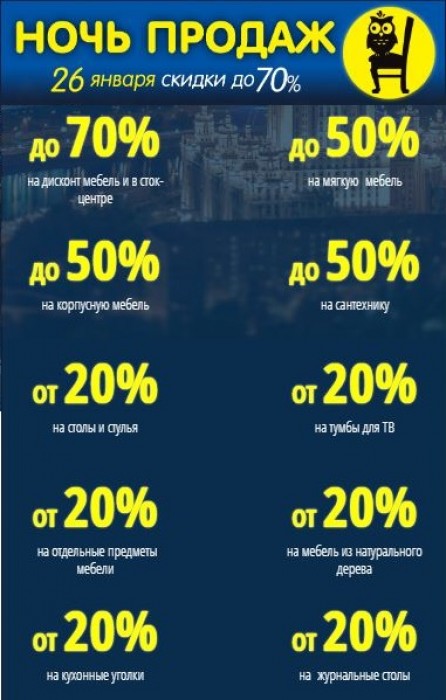 НОЧЬ ПРОДАЖ
26 января скидки до 70%
до 70%
на дисконт мебель и в сток-
центре
до 50%
на мягкую мебель
до 50%
на корпусную мебель
до 50%
на сантехнику
от 20%
на столы и стулья
от 20%
на тумбы для ТВ
от 20%
на отдельные предметы
мебели
от 20%
на мебель из натурального
дерева
от 20%
на кухонные уголки
от 20%
на журнальные столы